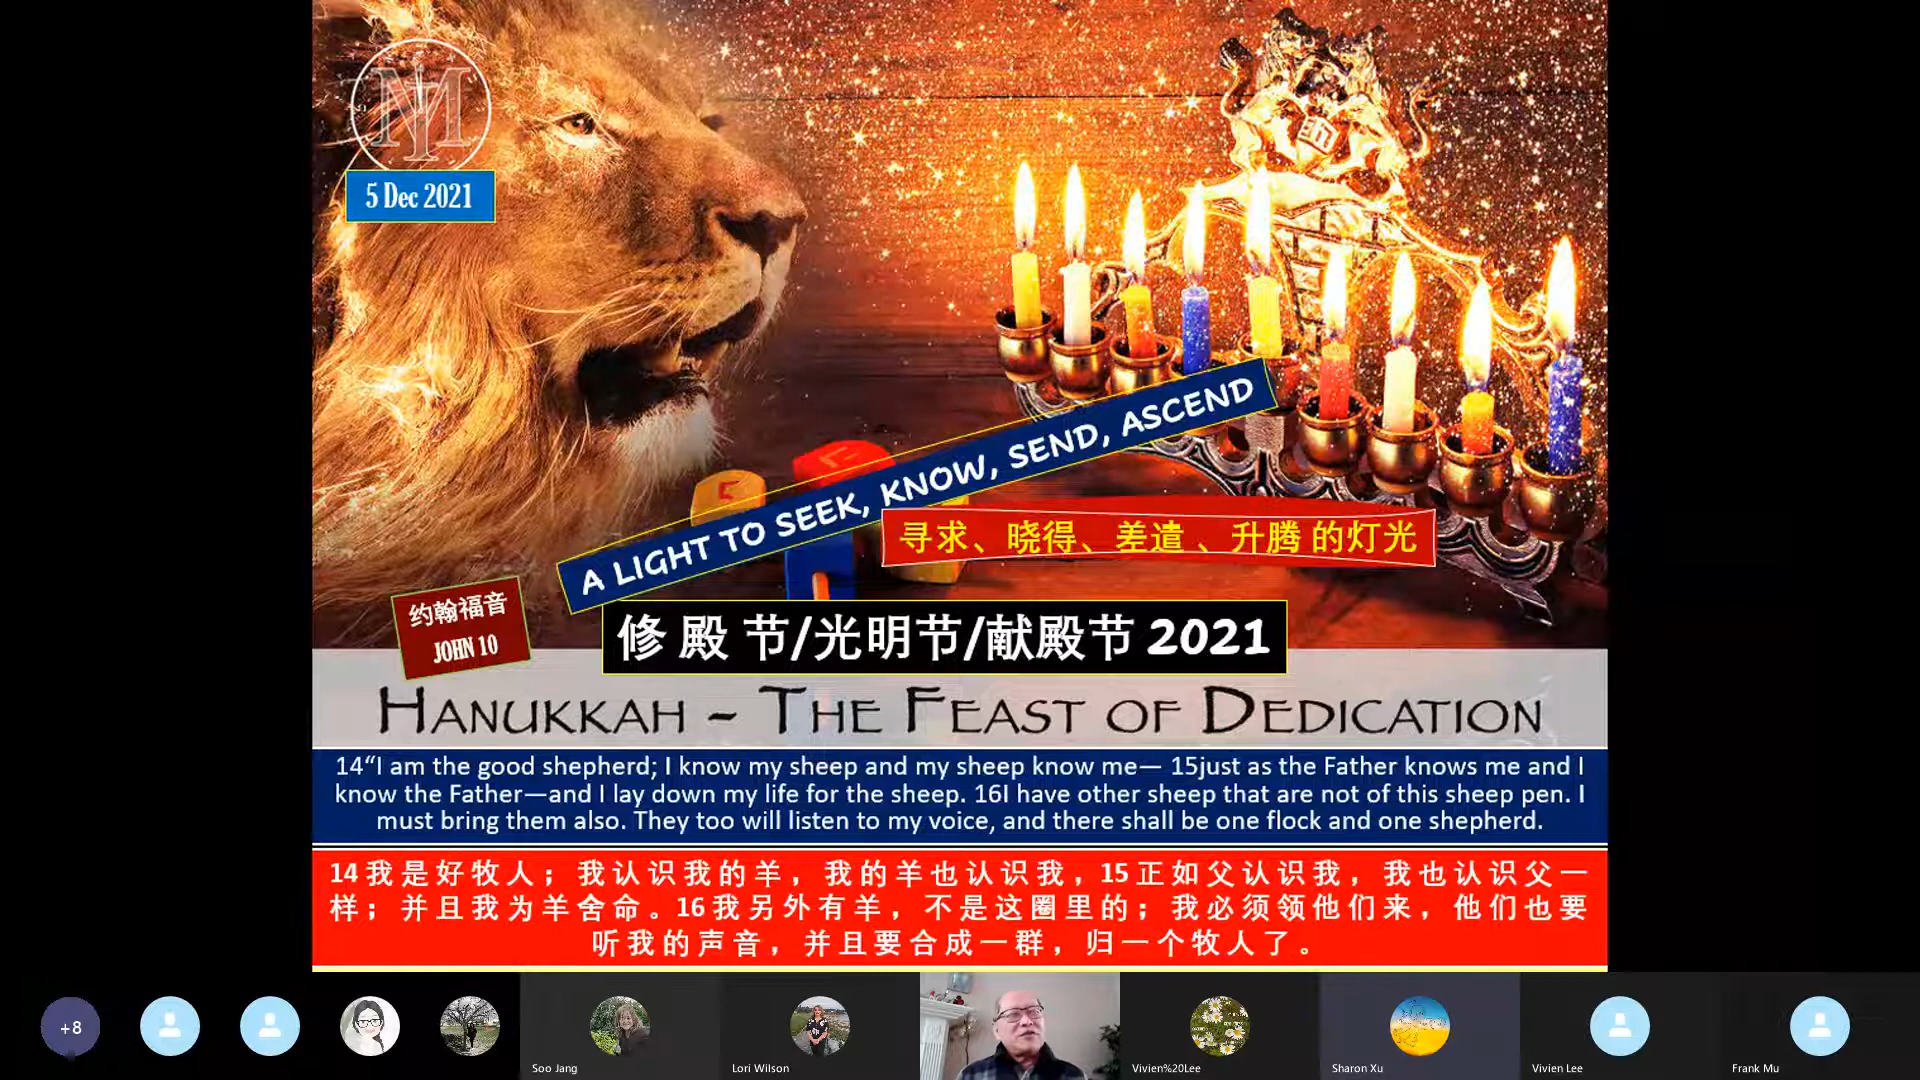 5 Dec 2021
A LIGHT TO SEEK, KNOW, SEND, ASCEND
寻求、晓得、差遣 、升腾 的灯光
约翰福音
JOHN 10
修 殿 节/光明节/献殿节 2021
HANUKKAH – THE FEAST OF DEDICATION
14“I am the good shepherd; I know my sheep and my sheep know me— 15just as the Father knows me and I
know the Father—and I lay down my life for the sheep. 16I have other sheep that are not of this sheep pen. I
must bring them also. They too will listen to my voice, and there shall be one flock and one shepherd.
14 我 是 好 牧 人 ； 我 认 识 我 的 羊 ， 我 的 羊 也 认 识 我 ，15 正 如 父 认 识 我 ， 我 也 认 识 父 一
样 ； 并 且 我 为 羊 舍 命 。16 我 另 外 有 羊 ， 不 是 这 圈 里 的 ； 我 必 须 领 他 们 来 ， 他 们 也 要
听 我 的 声 音 ， 并 且 要 合 成 一 群 ， 归 一 个 牧 人 了 。
+8
Soo Jang
Lori Wilson
Vivien%20Lee
Sharon Xu
Vivien Lee
Frank Mu